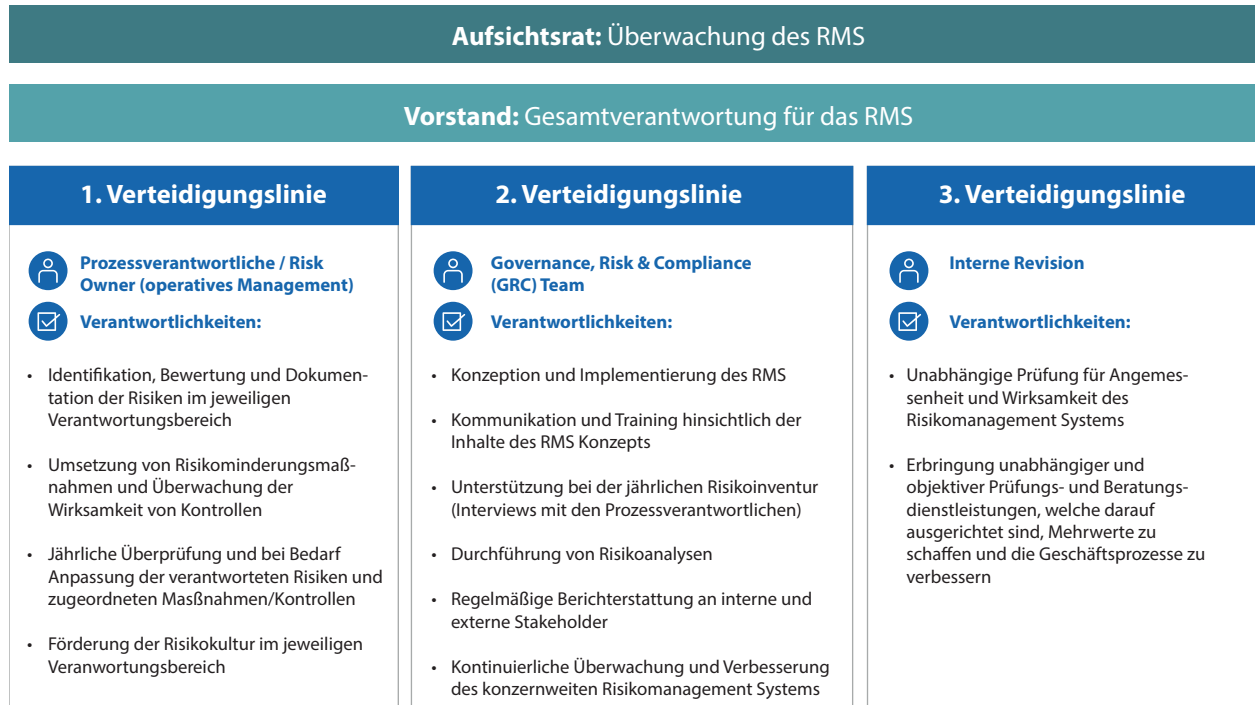 Aufsichtsrat: Überwachung des RMS
Vorstand: Gesamtverantwortung für das RMS
1. Verteidigungslinie
Prozessverantwortliche / Risk
Owner (operatives Management)
Verantwortlichkeiten:
• Identifikation, Bewertung und Dokumen-
tation der Risiken im jeweiligen
Verantwortungsbereich
• Umsetzung von Risikominderungsmaß-
nahmen und Überwachung der
Wirksamkeit von Kontrollen
• Jährliche Überprüfung und bei Bedarf
Anpassung der verantworteten Risiken und
zugeordneten Masßnahmen/Kontrollen
• Förderung der Risikokultur im jeweiligen
Veranwortungsbereich
2. Verteidigungslinie
Governance, Risk & Compliance
(GRC) Team
Verantwortlichkeiten:
• Konzeption und Implementierung des RMS
• Kommunikation und Training hinsichtlich der
Inhalte des RMS Konzepts
• Unterstützung bei der jährlichen Risikoinventur
(Interviews mit den Prozessverantwortlichen)
• Durchführung von Risikoanalysen
• Regelmäßige Berichterstattung an interne und
externe Stakeholder
• Kontinuierliche Überwachung und Verbesserung
des konzernweiten Risikomanagement Systems
3. Verteidigungslinie
Interne Revision
Verantwortlichkeiten:
• Unabhängige Prüfung für Angemes-
senheit und Wirksamkeit des
Risikomanagement Systems
• Erbringung unabhängiger und
objektiver Prüfungs- und Beratungs-
dienstleistungen, welche darauf
ausgerichtet sind, Mehrwerte zu
schaffen und die Geschäftsprozesse zu
verbessern